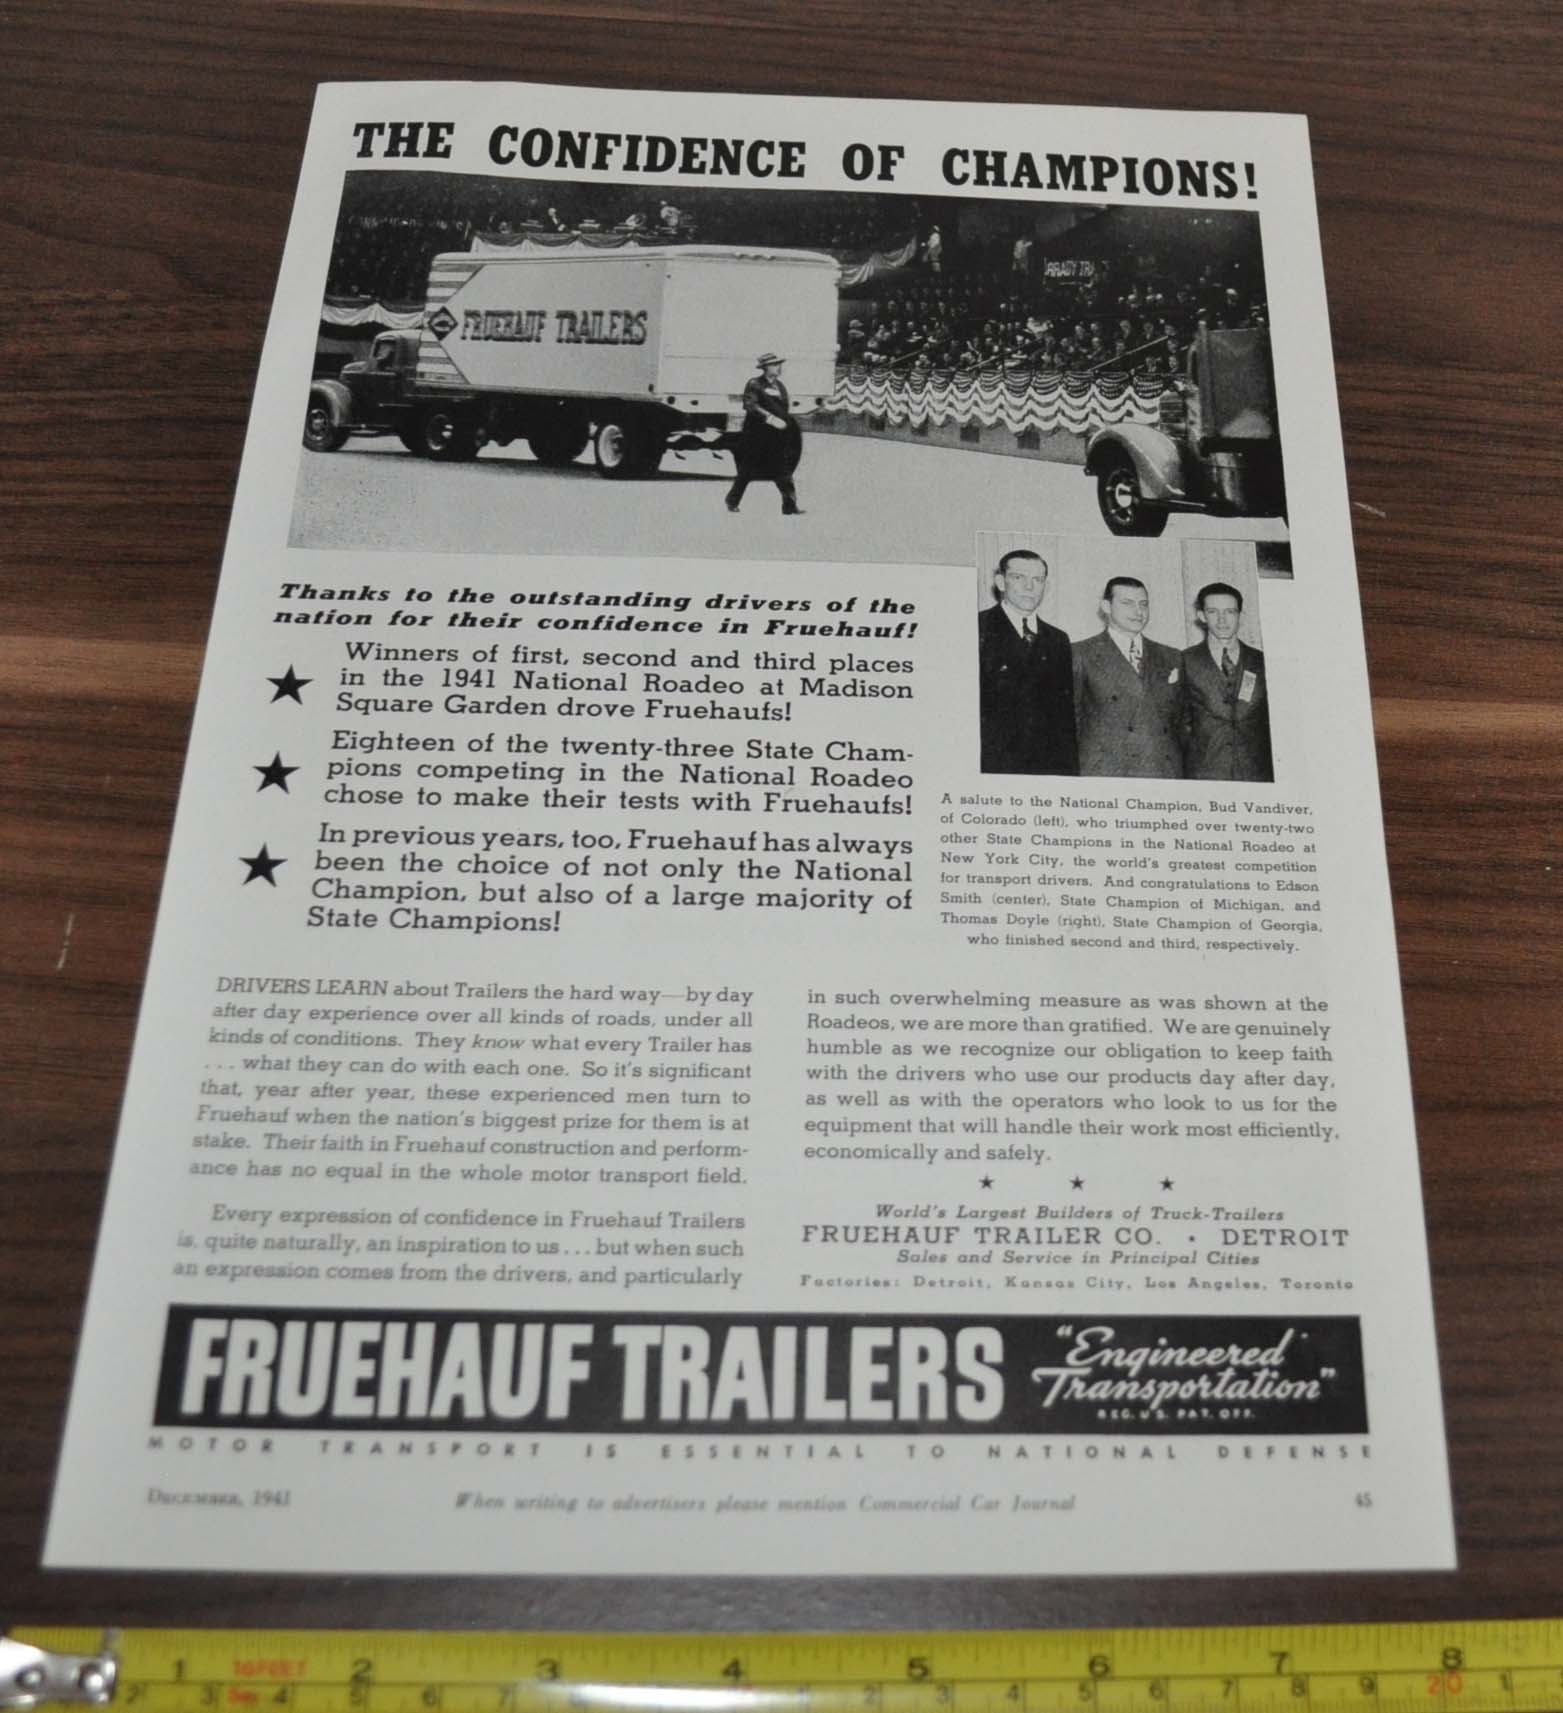 THE CONFIDENCE OF CHAMPIONS!
FRUEHAUF TRAILERS
Thanks to the outstanding drivers of the
nation for their confidence in Fruehauf!
★ Winners of first, second and third places
in the 1941 National Roadeo at Madison
Square Garden drove Fruehaufs!
★ Eighteen of the twenty-three State Cham-
pions competing in the National Roadeo
chose to make their tests with Fruehaufs!
★ In previous years, too, Fruehauf has always
been the choice of not only the National
Champion, but also of a large majority of
State Champions!
A salute to the National Champion, Bud Vandiver,
of Colorado (left), who triumphed over twenty-two
other State Champions in the National Roadeo at
New York City, the world's greatest competition
for transport drivers. And congratulations to Edson
Smith (center), State Champion of Michigan, and
Thomas Doyle (right), State Champion of Georgia,
who finished second and third, respectively.
DRIVERS LEARN about Trailers the hard way—by day
after day experience over all kinds of roads, under all
kinds of conditions. They know what every Trailer has
... what they can do with each one. So it's significant
that, year after year, these experienced men turn to
Fruehauf when the nation's biggest prize for them is at
stake. Their faith in Fruehauf construction and perform-
ance has no equal in the whole motor transport field.
Every expression of confidence in Fruehauf Trailers
is, quite naturally, an inspiration to us ... but when such
an expression comes from the drivers, and particularly
in such overwhelming measure as was shown at the
Roadeos, we are more than gratified. We are genuinely
humble as we recognize our obligation to keep faith
with the drivers who use our products day after day,
as well as with the operators who look to us for the
equipment that will handle their work most efficiently,
economically and safely.
★ ★ ★
World's Largest Builders of Truck-Trailers
FRUEHAUF TRAILER CO. • DETROIT
Sales and Service in Principal Cities
Factories: Detroit, Kansas City, Los Angeles, Toronto
FRUEHAUF TRAILERS
"Engineered
Transportation"
REG. U.S. PAT. OFF.
MOTOR TRANSPORT IS ESSENTIAL TO NATIONAL DEFENSE
December, 1941
When writing to advertisers please mention Commercial Car Journal
45
1 16FEET 2 3 4 5 6 7 8
2 3 5m 4 5 6 7 2 3 4 5 6 7 8 9 20 1